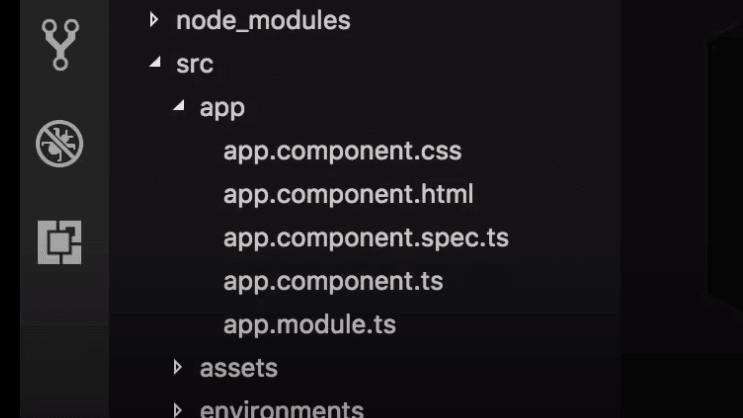 node_modules
src
app
app.component.css
app.component.html
app.component.spec.ts
app.component.ts
app.module.ts
assets
environments